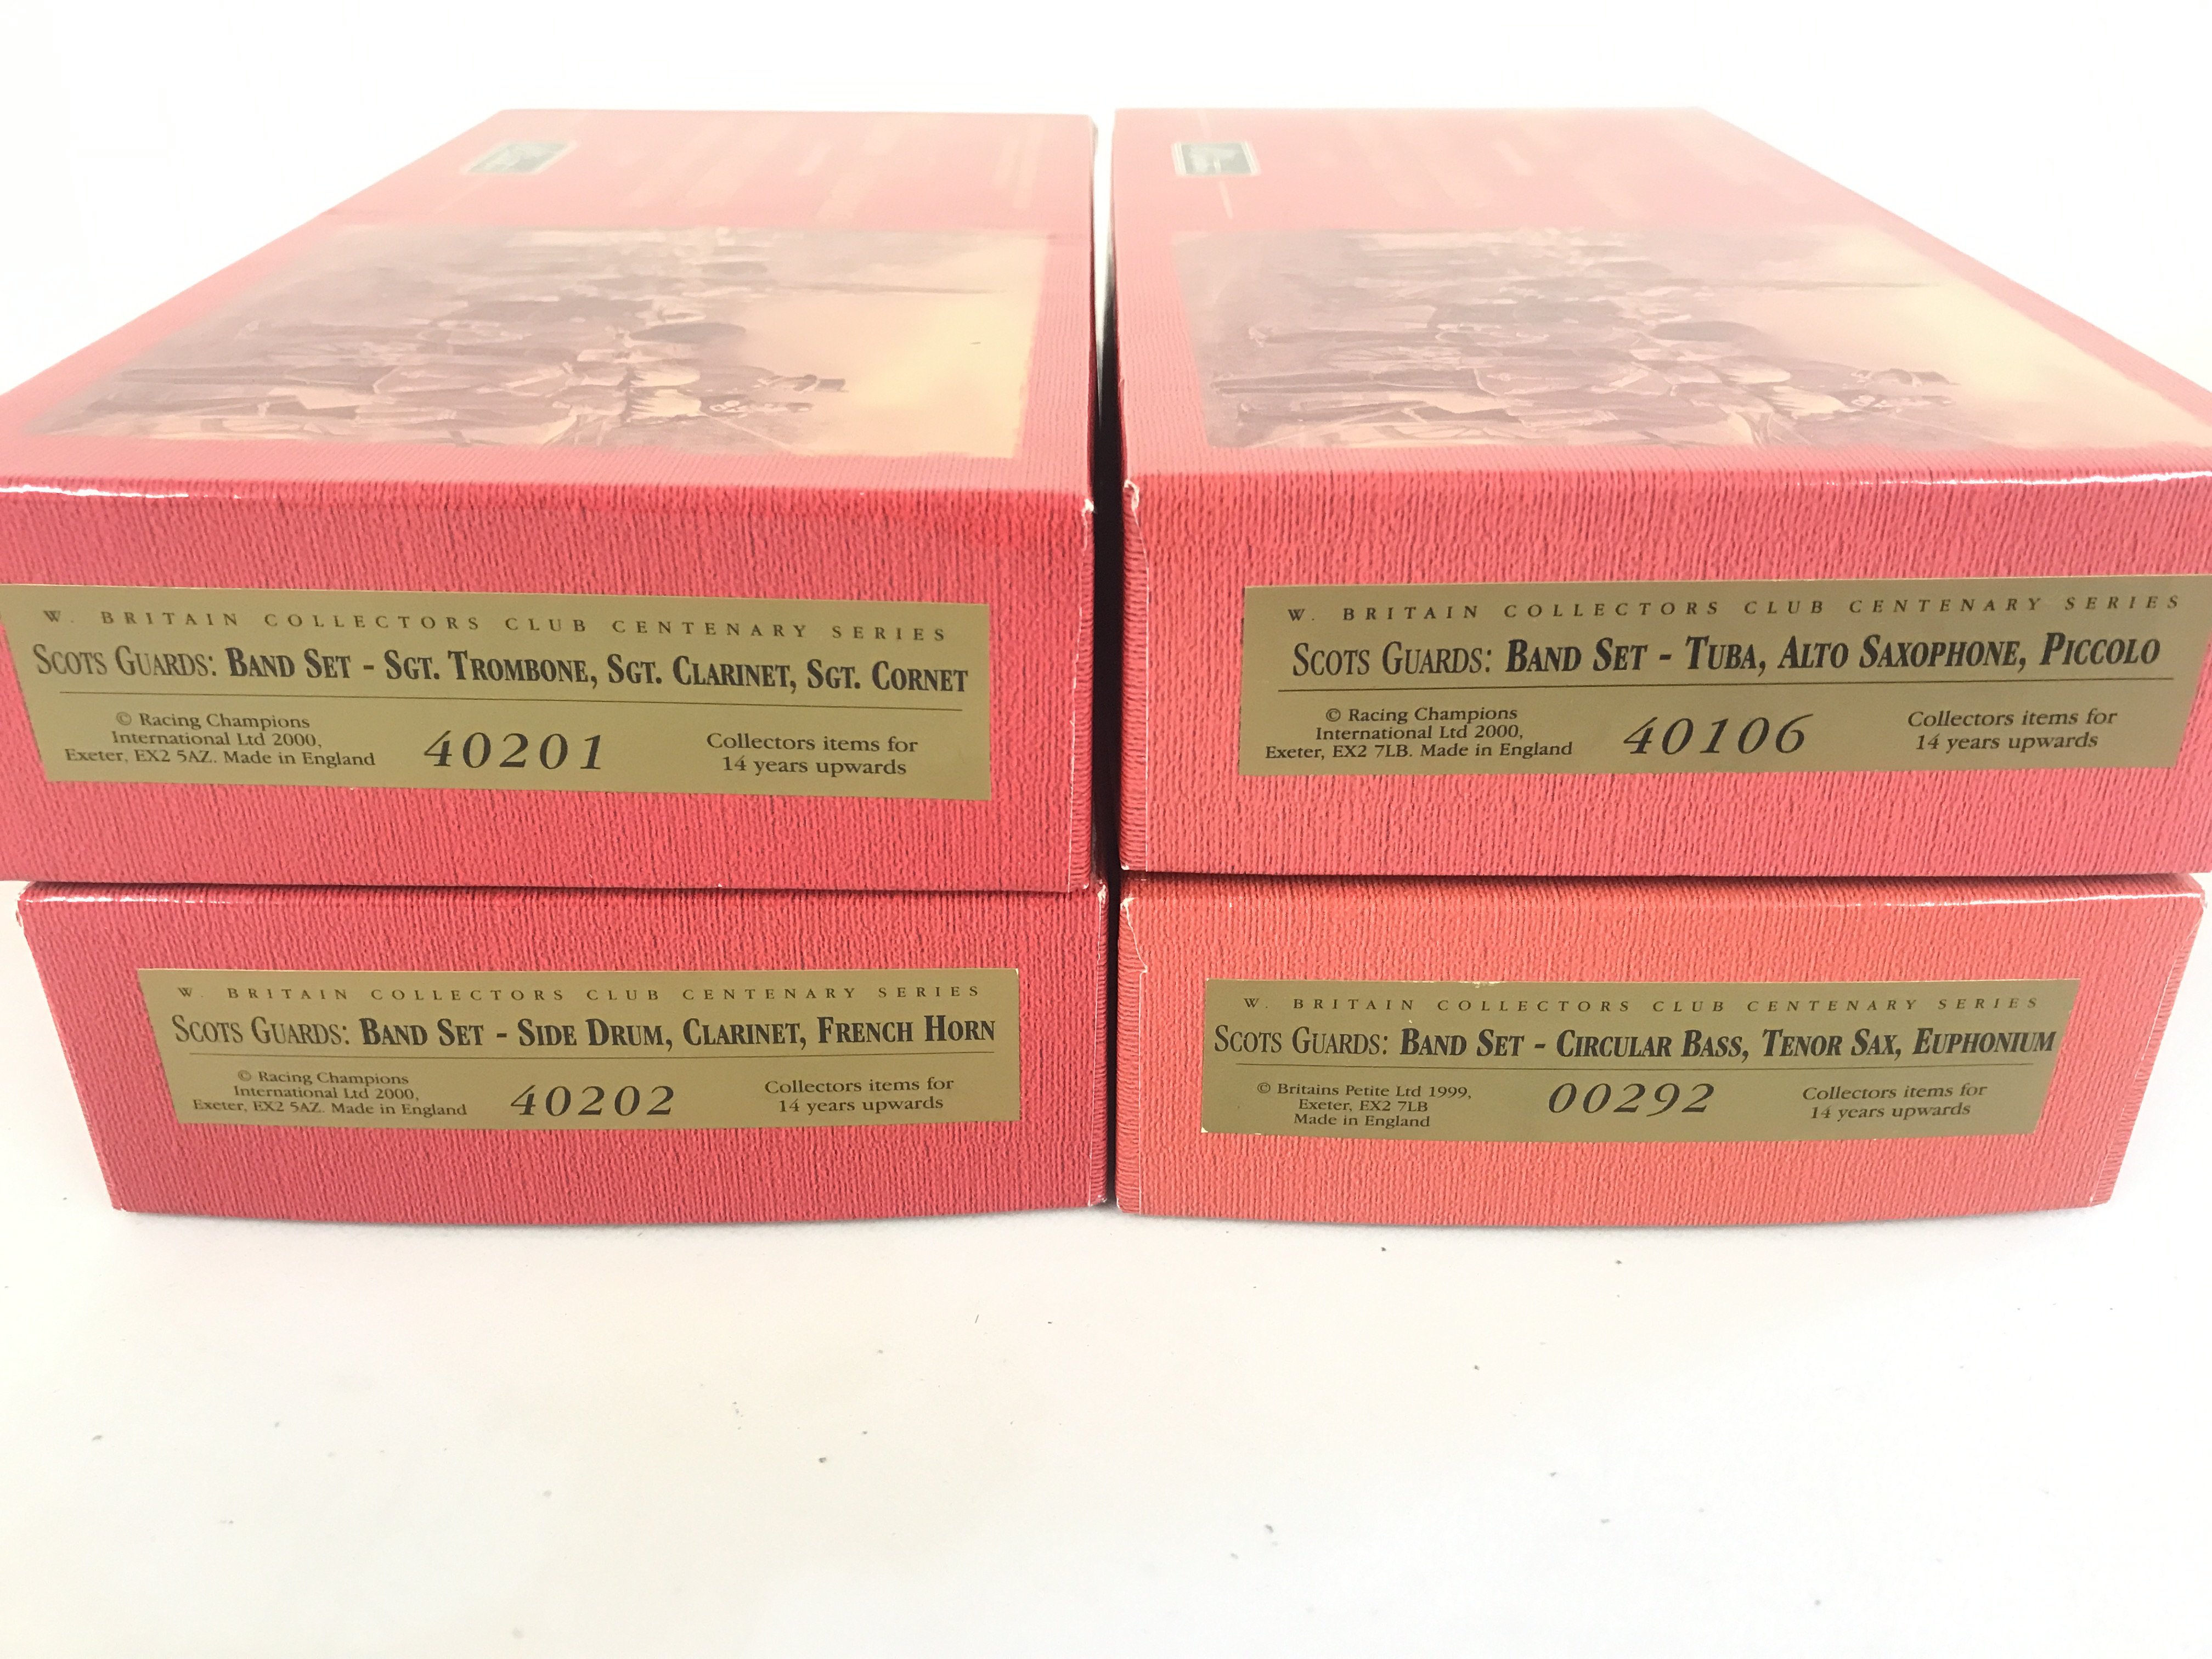 W. BRITAIN COLLECTORS CLUB CENTENARY SERIES
SCOTS GUARDS: BAND SET - SGT. TROMBONE, SGT. CLARINET, SGT. CORNET
© Racing Champions
International Ltd 2000,
Exeter, EX2 5AZ. Made in England
40201
Collectors items for
14 years upwards
W. BRITAIN COLLECTORS CLUB CENTENARY SERIES
SCOTS GUARDS: BAND SET - TUBA, ALTO SAXOPHONE, PICCOLO
© Racing Champions
International Ltd 2000,
Exeter, EX2 7LB. Made in England
40106
Collectors items for
14 years upwards
W. BRITAIN COLLECTORS CLUB CENTENARY SERIES
SCOTS GUARDS: BAND SET - SIDE DRUM, CLARINET, FRENCH HORN
© Racing Champions
International Ltd 2000,
Exeter, EX2 5AZ. Made in England
40202
Collectors items for
14 years upwards
W. BRITAIN COLLECTORS CLUB CENTENARY SERIES
SCOTS GUARDS: BAND SET - CIRCULAR BASS, TENOR SAX, EUPHONIUM
© Britains Petite Ltd 1999,
Exeter, EX2 7LB
Made in England
00292
Collectors items for
14 years upwards